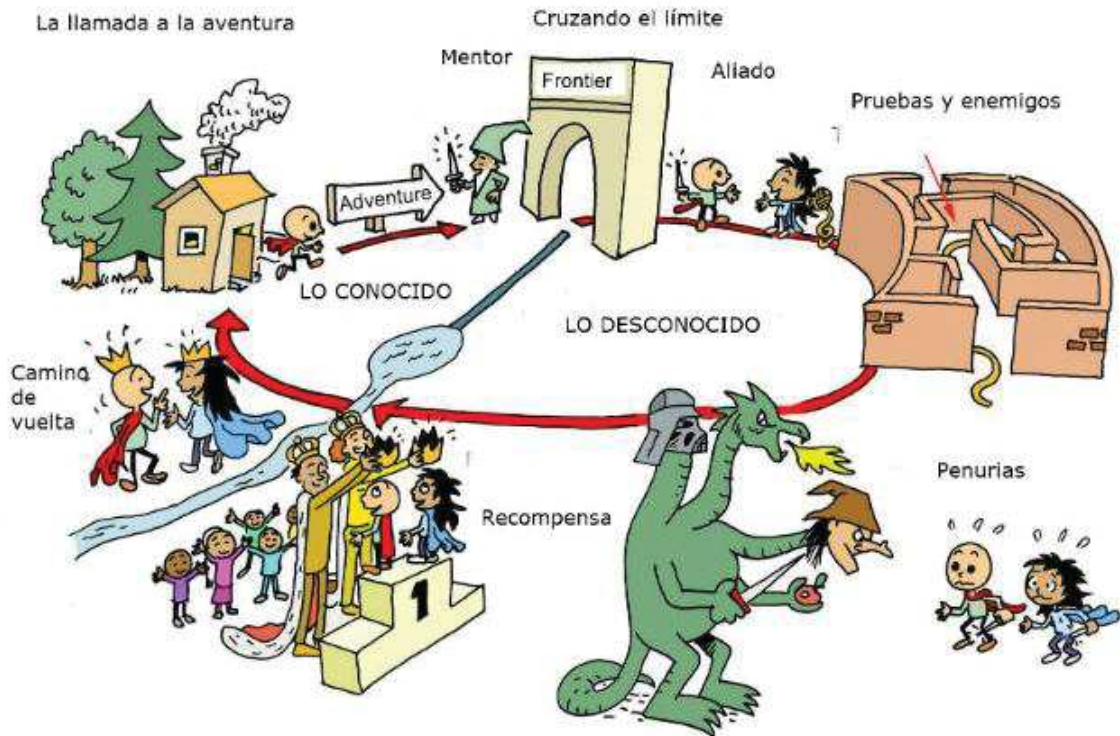 La llamada a la aventura
Cruzando el límite
Mentor
Frontier
Aliado
Pruebas y enemigos
Adventure
LO CONOCIDO
LO DESCONOCIDO
Camino
de
vuelta
Recompensa
1
Penurias